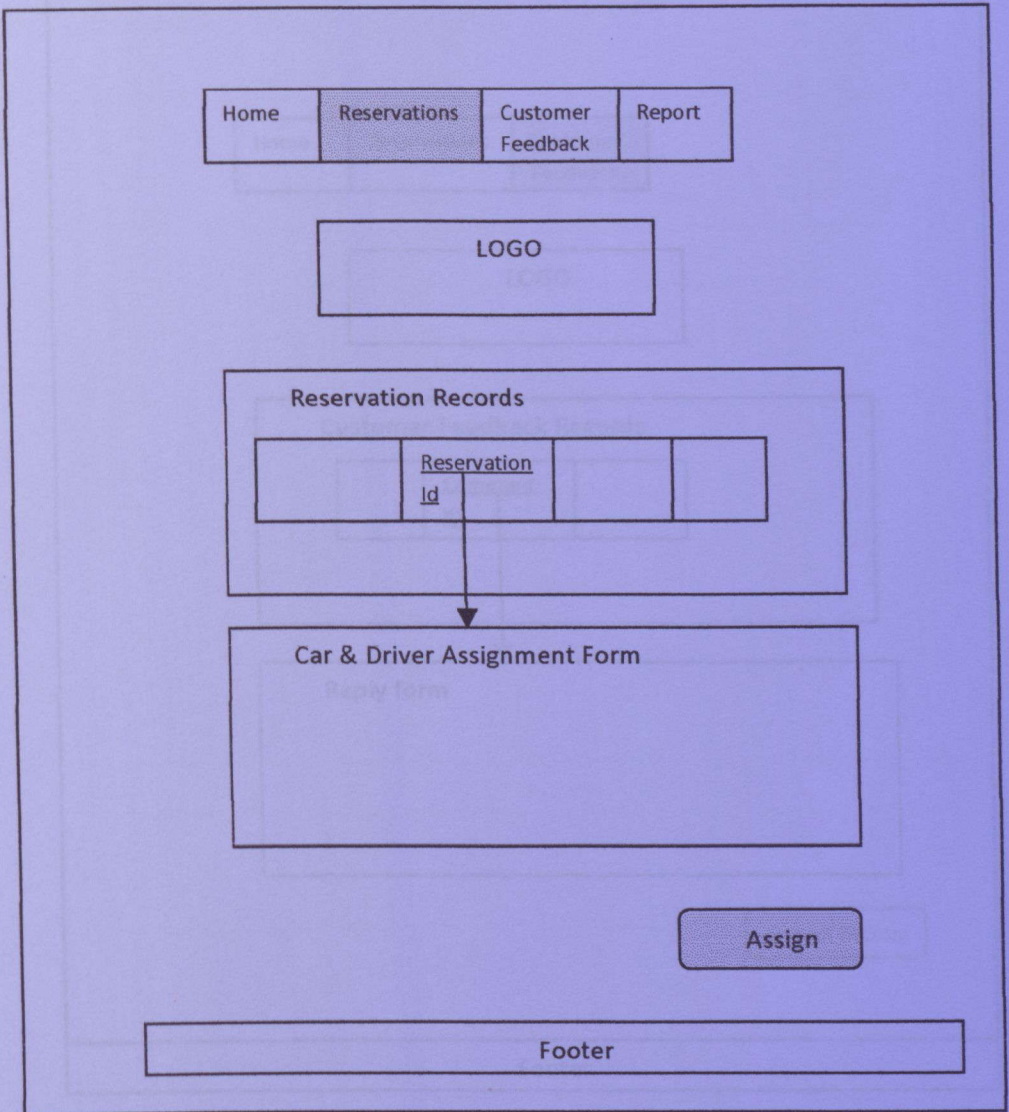 Home Reservations Customer Feedback Report
LOGO
Reservation Records
Reservation
Id
Car & Driver Assignment Form
Assign
Footer